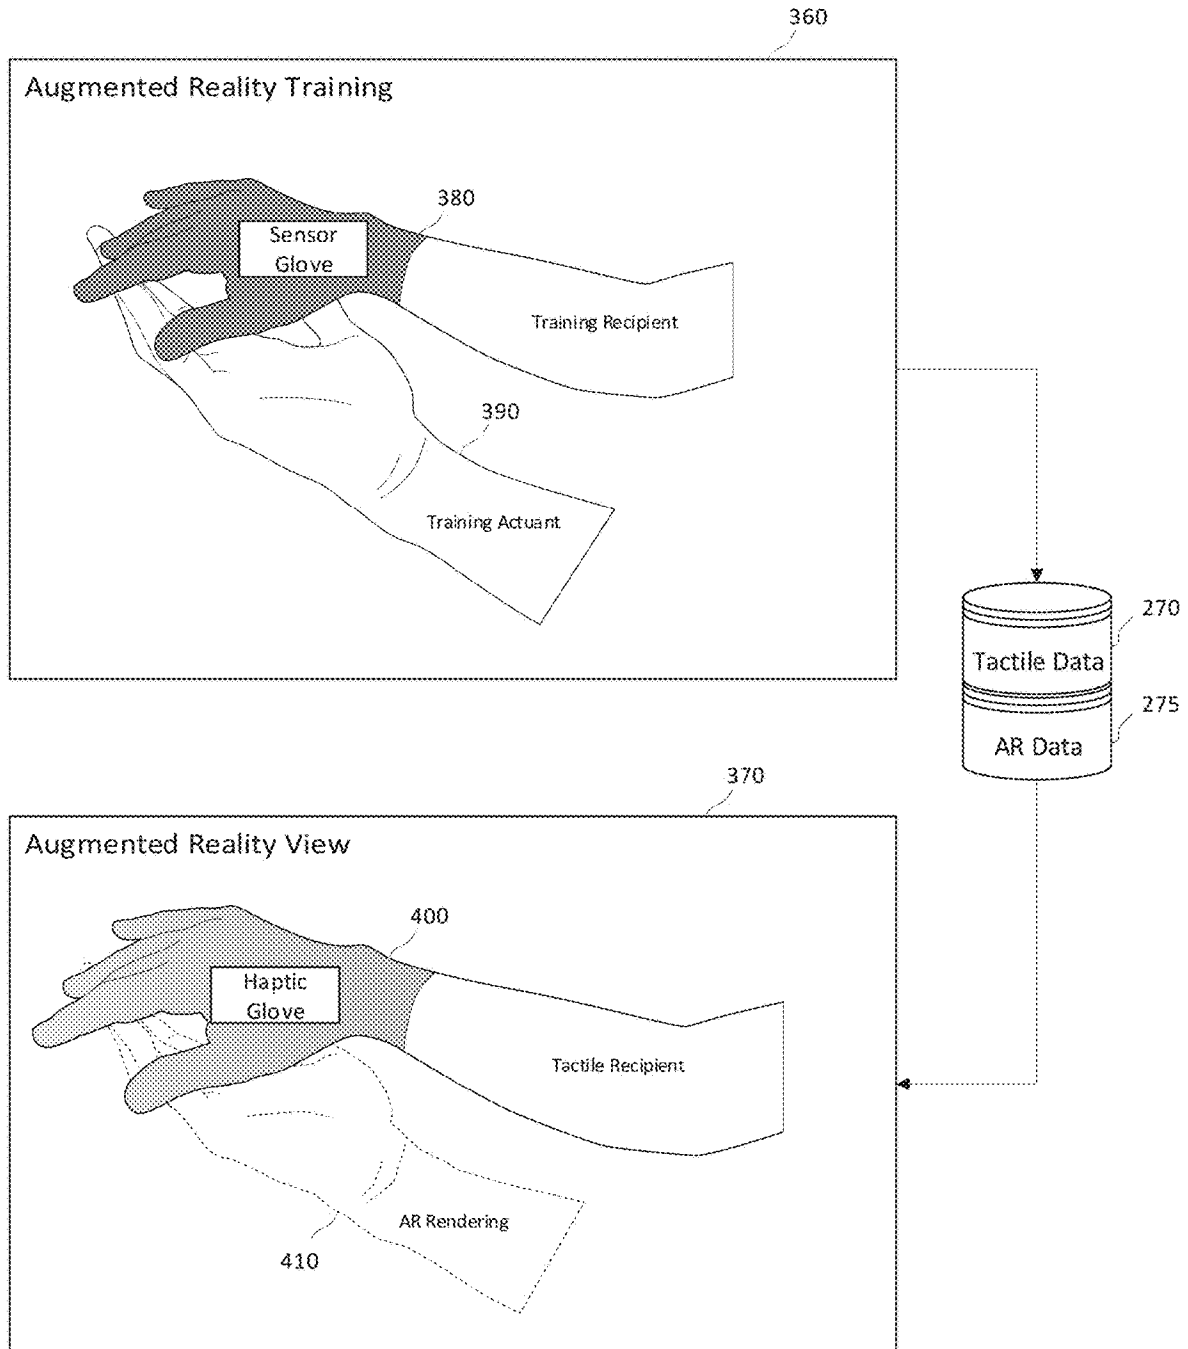 360
Augmented Reality Training
380
Sensor
Glove
Training Recipient
390
Training Actuant
270
Tactile Data
275
AR Data
370
Augmented Reality View
400
Haptic
Glove
Tactile Recipient
AR Rendering
410